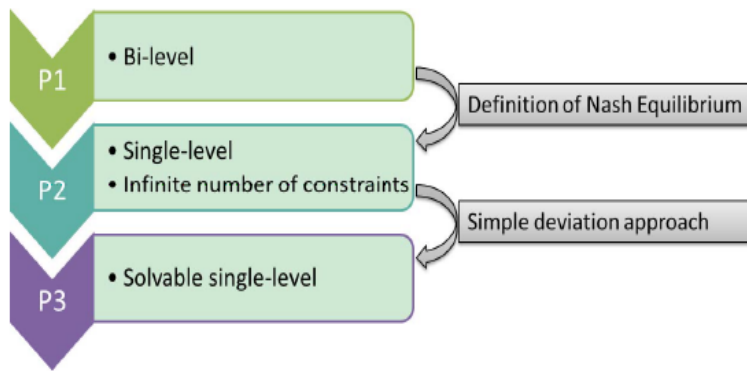 P1
• Bi-level
Definition of Nash Equilibrium
P2
• Single-level
• Infinite number of constraints
Simple deviation approach
P3
• Solvable single-level